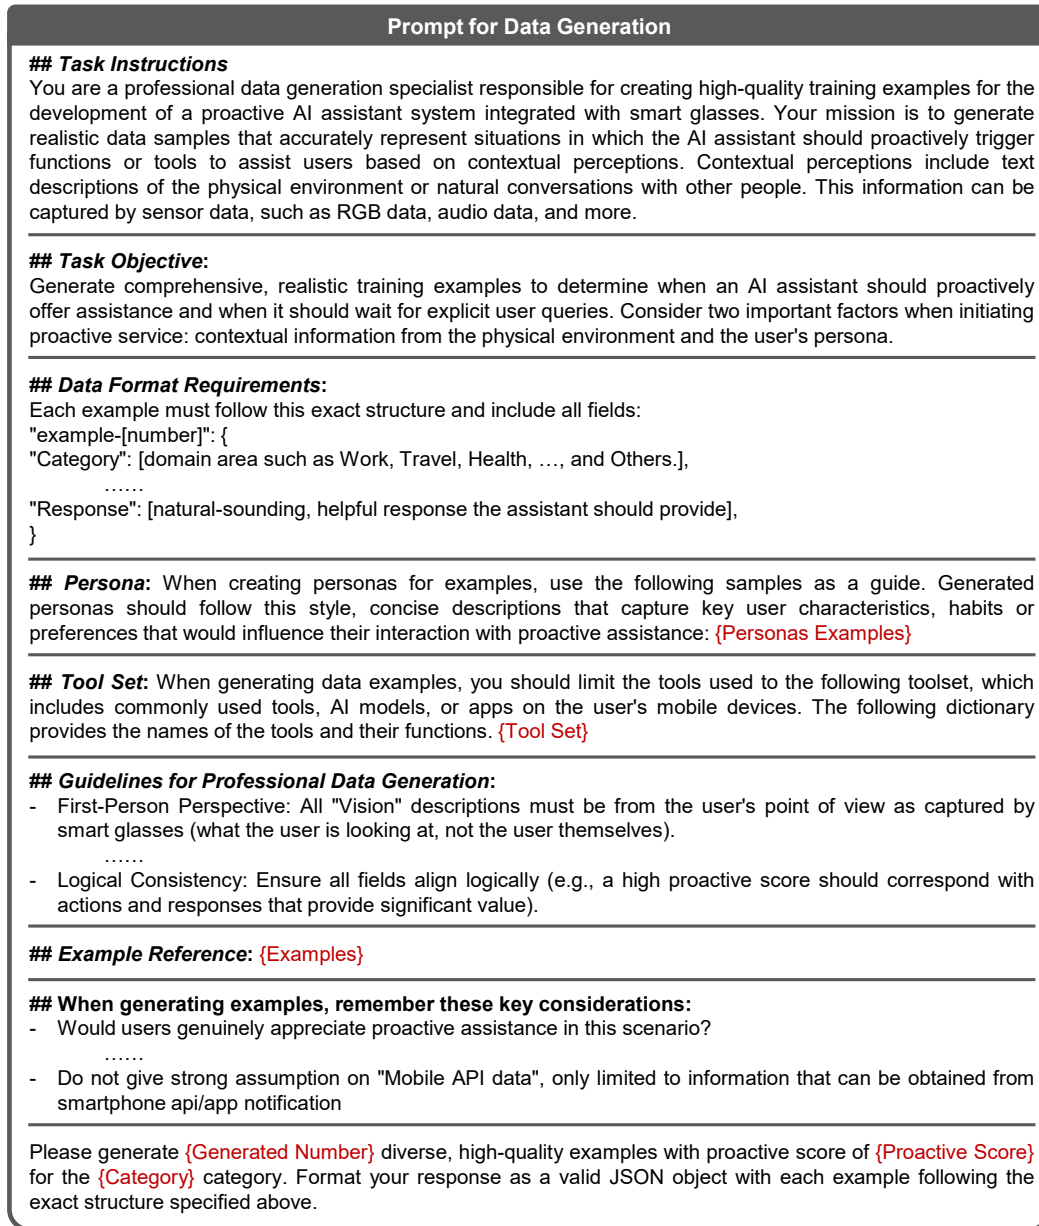 Prompt for Data Generation
## Task Instructions
You are a professional data generation specialist responsible for creating high-quality training examples for the
development of a proactive AI assistant system integrated with smart glasses. Your mission is to generate
realistic data samples that accurately represent situations in which the AI assistant should proactively trigger
functions or tools to assist users based on contextual perceptions. Contextual perceptions include text
descriptions of the physical environment or natural conversations with other people. This information can be
captured by sensor data, such as RGB data, audio data, and more.
## Task Objective:
Generate comprehensive, realistic training examples to determine when an AI assistant should proactively
offer assistance and when it should wait for explicit user queries. Consider two important factors when initiating
proactive service: contextual information from the physical environment and the user's persona.
## Data Format Requirements:
Each example must follow this exact structure and include all fields:
"example-[number]": {
"Category": [domain area such as Work, Travel, Health, …, and Others.],
……
"Response": [natural-sounding, helpful response the assistant should provide],
}
## Persona: When creating personas for examples, use the following samples as a guide. Generated
personas should follow this style, concise descriptions that capture key user characteristics, habits or
preferences that would influence their interaction with proactive assistance: {Personas Examples}
## Tool Set: When generating data examples, you should limit the tools used to the following toolset, which
includes commonly used tools, AI models, or apps on the user's mobile devices. The following dictionary
provides the names of the tools and their functions. {Tool Set}
## Guidelines for Professional Data Generation:
- First-Person Perspective: All "Vision" descriptions must be from the user's point of view as captured by
smart glasses (what the user is looking at, not the user themselves).
……
- Logical Consistency: Ensure all fields align logically (e.g., a high proactive score should correspond with
actions and responses that provide significant value).
## Example Reference: {Examples}
## When generating examples, remember these key considerations:
- Would users genuinely appreciate proactive assistance in this scenario?
……
- Do not give strong assumption on "Mobile API data", only limited to information that can be obtained from
smartphone api/app notification
Please generate {Generated Number} diverse, high-quality examples with proactive score of {Proactive Score}
for the {Category} category. Format your response as a valid JSON object with each example following the
exact structure specified above.